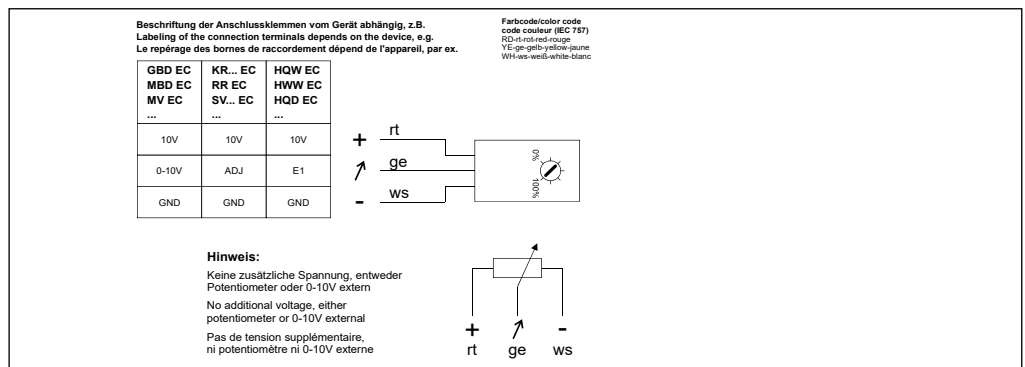 Beschriftung der Anschlussklemmen vom Gerät abhängig, z.B.
Labeling of the connection terminals depends on the device, e.g.
Le repérage des bornes de raccordement dépend de l'appareil, par ex.
Farbcode/color code
code couleur (IEC 757)
RD-rt-rot-red-rouge
YE-ge-gelb-yellow-jaune
WH-ws-weiß-white-blanc
GBD EC KR... EC HQW EC
MBD EC RR EC HWW EC
MV EC SV... EC HQD EC
... ... ...
10V 10V 10V
0-10V ADJ E1
GND GND GND
+ rt
ge
- ws
0%
100%
Hinweis:
Keine zusätzliche Spannung, entweder
Potentiometer oder 0-10V extern
No additional voltage, either
potentiometer or 0-10V external
Pas de tension supplémentaire,
ni potentiomètre ni 0-10V externe
+ -
rt ge ws